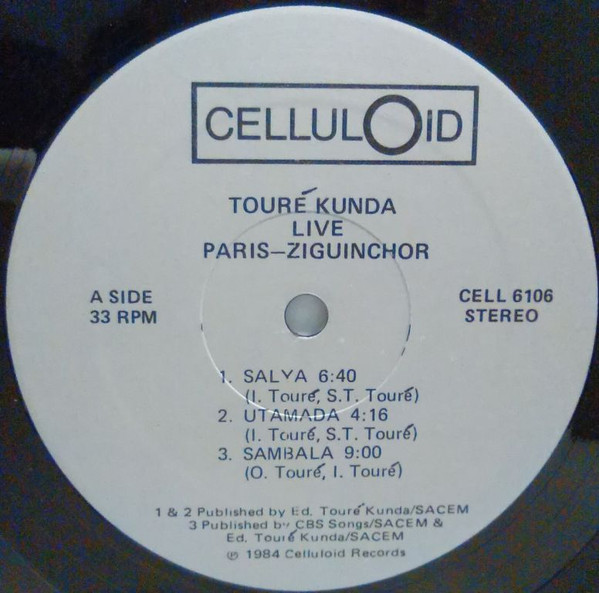 CELLULOID
TOURÉ KUNDA
LIVE
PARIS—ZIGUINCHOR
A SIDE
33 RPM
CELL 6106
STEREO
1. SALYA 6:40
(I. Touré, S.T. Touré)
2. UTAMADA 4:16
(I. Touré, S.T. Touré)
3. SAMBALA 9:00
(O. Touré, I. Touré)
1 & 2 Published by Ed. Touré Kunda/SACEM
3 Published by CBS Songs/SACEM &
Ed. Touré Kunda/SACEM
℗ 1984 Celluloid Records